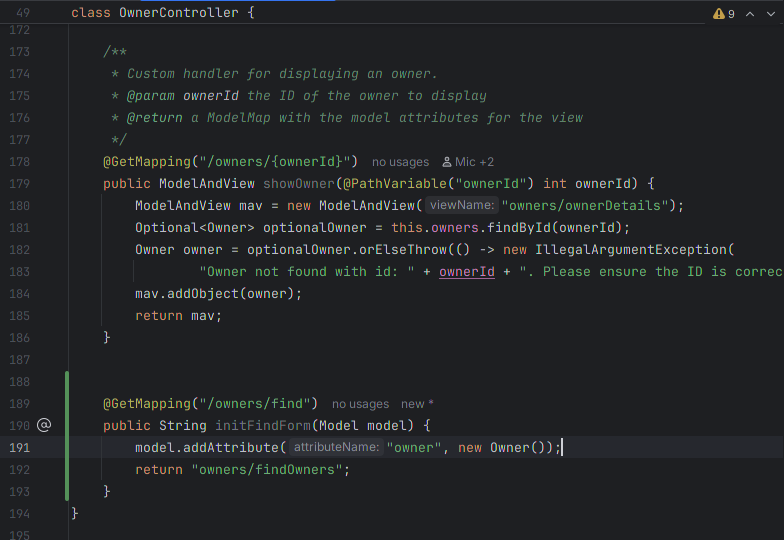 49 class OwnerController { 9
172
173 /**
174 * Custom handler for displaying an owner.
175 * @param ownerId the ID of the owner to display
176 * @return a ModelMap with the model attributes for the view
177 */
178 @GetMapping("/owners/{ownerId}") no usages Mic +2
179 public ModelAndView showOwner(@PathVariable("ownerId") int ownerId) {
180 ModelAndView mav = new ModelAndView( viewName: "owners/ownerDetails");
181 Optional<Owner> optionalOwner = this.owners.findById(ownerId);
182 Owner owner = optionalOwner.orElseThrow(() -> new IllegalArgumentException(
183 "Owner not found with id: " + ownerId + ". Please ensure the ID is correc
184 mav.addObject(owner);
185 return mav;
186 }
187
188
189 @GetMapping("/owners/find") no usages new *
190 @ public String initFindForm(Model model) {
191 model.addAttribute( attributeName: "owner", new Owner());
192 return "owners/findOwners";
193 }
194 }
195